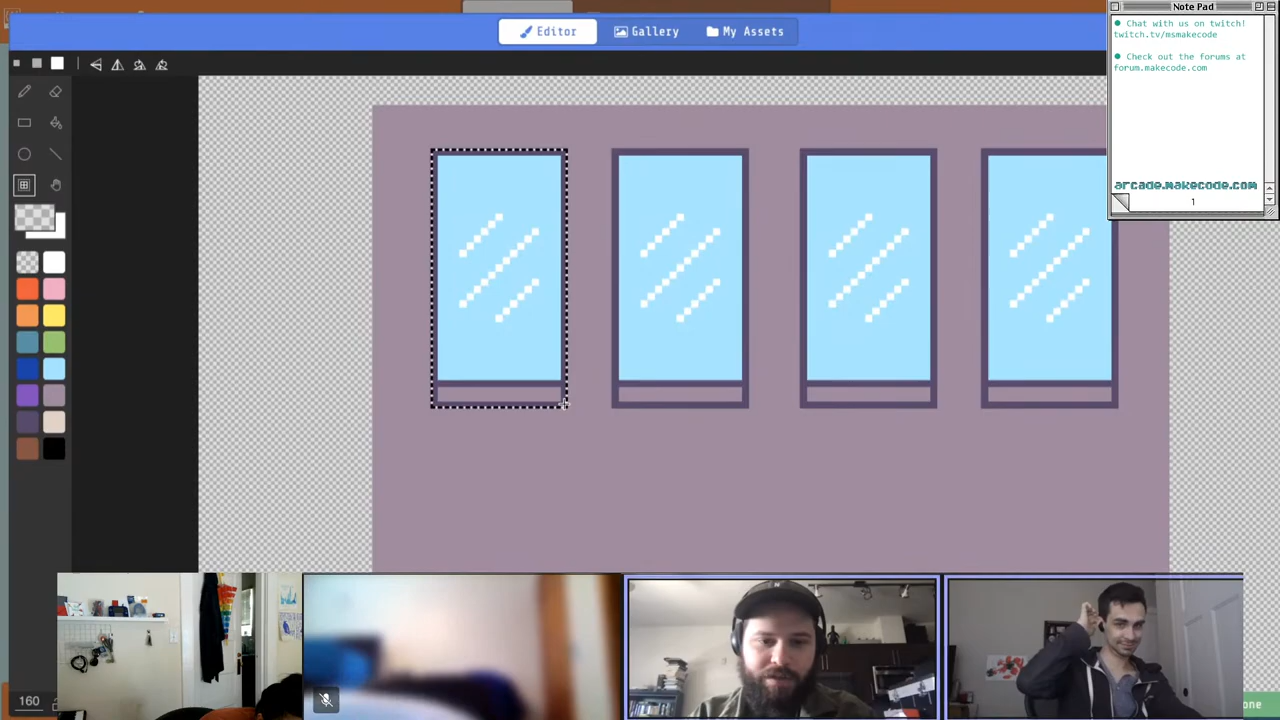 Editor
Gallery
My Assets
Note Pad
Chat with us on twitch!
twitch.tv/msmakecode
Check out the forums at
forum.makecode.com
arcade.makecode.com
1
160
one